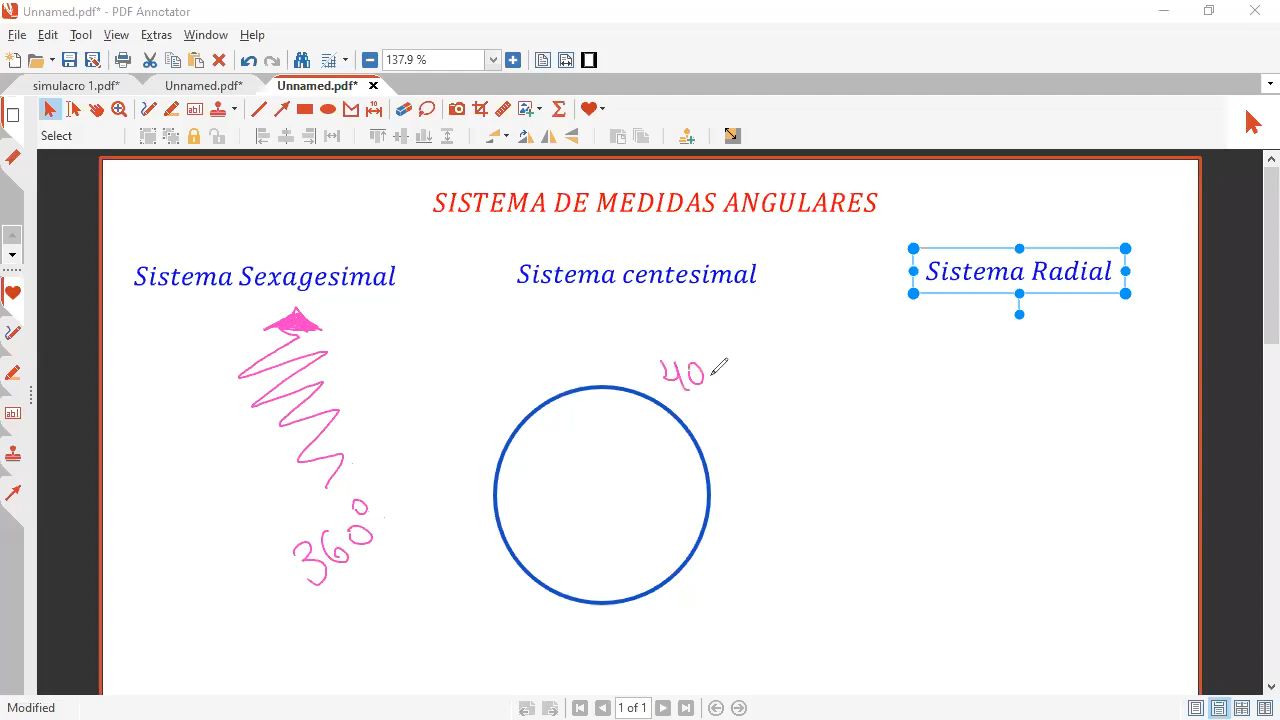 Unnamed.pdf* - PDF Annotator
File Edit Tool View Extras Window Help
137.9 %
simulacro 1.pdf* Unnamed.pdf* Unnamed.pdf*
Select
SISTEMA DE MEDIDAS ANGULARES
Sistema Sexagesimal Sistema centesimal Sistema Radial
40
360°
Modified 1 of 1